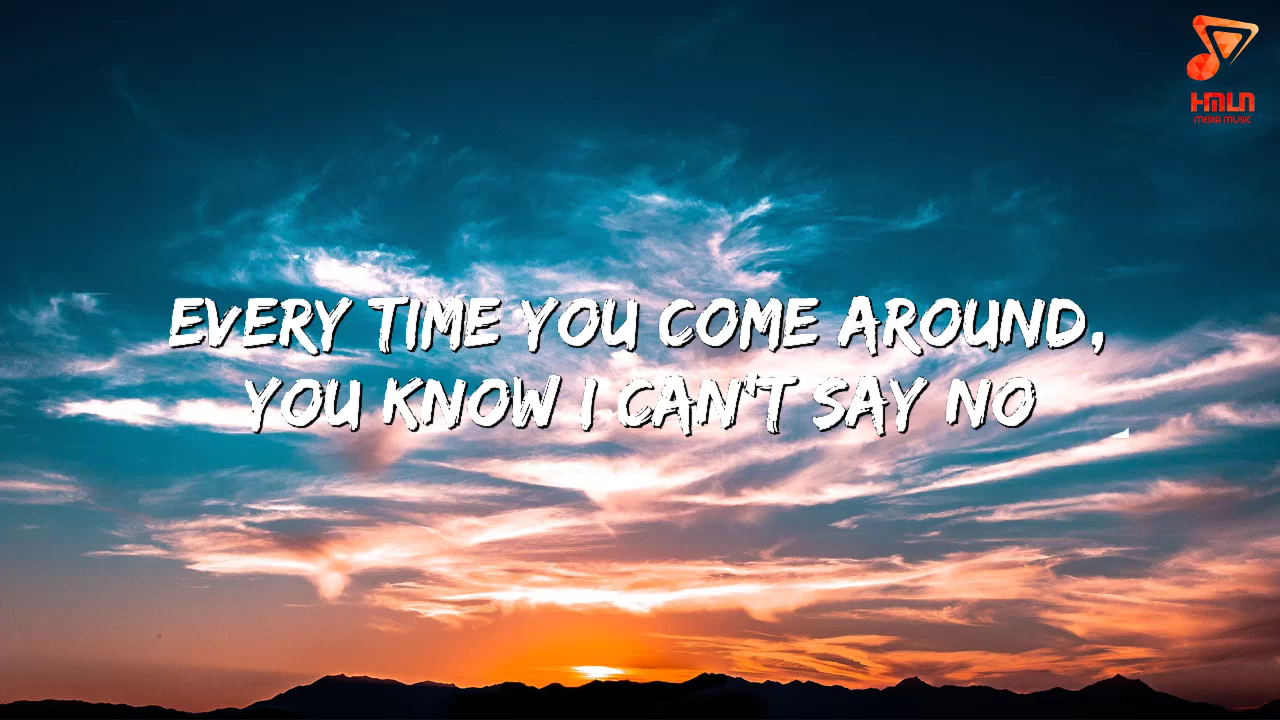 HMLN
MEDIA MUSIC
EVERY TIME YOU COME AROUND,
YOU KNOW I CAN'T SAY NO